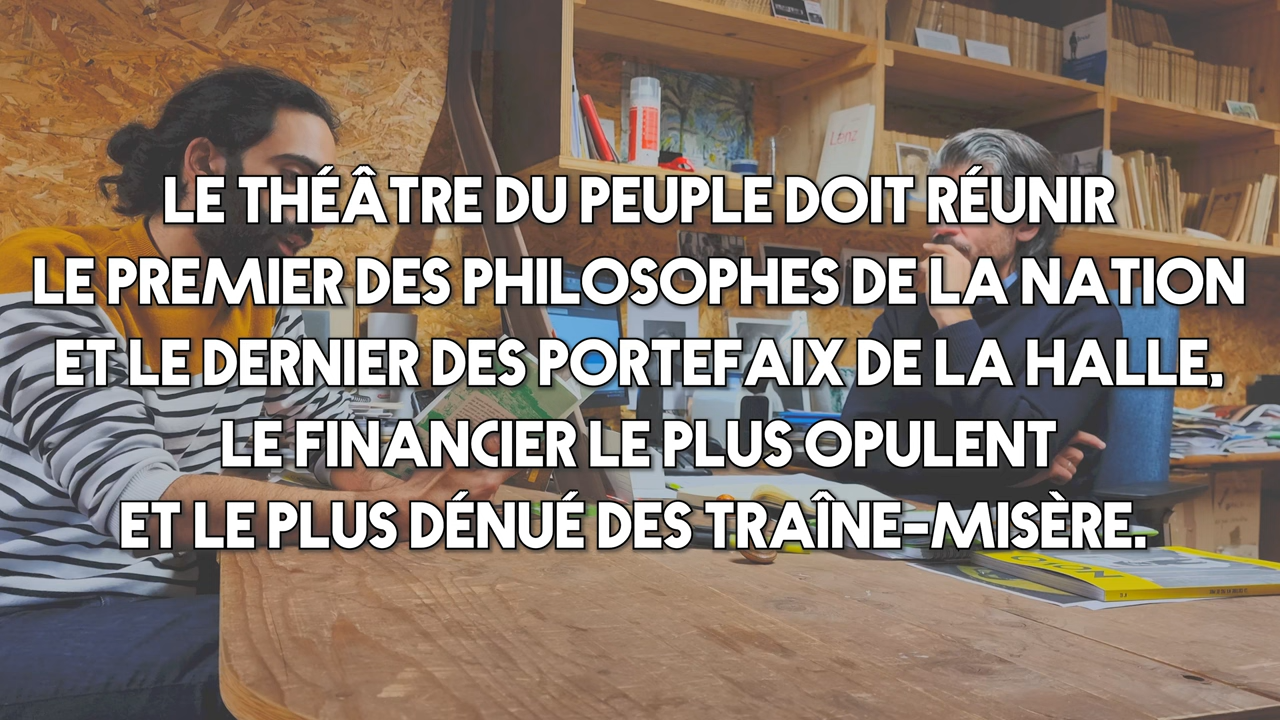 LE THÉÂTRE DU PEUPLE DOIT RÉUNIR
LE PREMIER DES PHILOSOPHES DE LA NATION
ET LE DERNIER DES PORTEFAIX DE LA HALLE,
LE FINANCIER LE PLUS OPULENT
ET LE PLUS DÉNUÉ DES TRAÎNE-MISÈRE.
Lenz